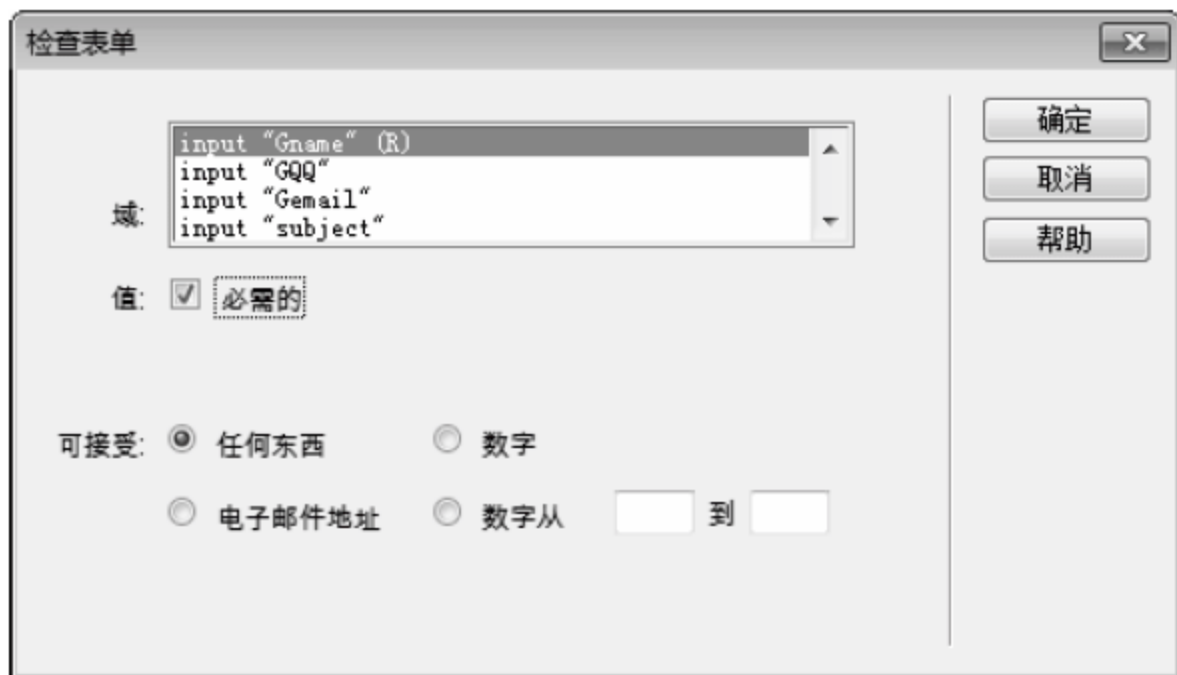 检查表单
input "Gname" (R)
input "GQQ"
input "Gemail"
input "subject"
域:
值: 必需的
可接受: 任何东西 数字
电子邮件地址 数字从 到
确定
取消
帮助